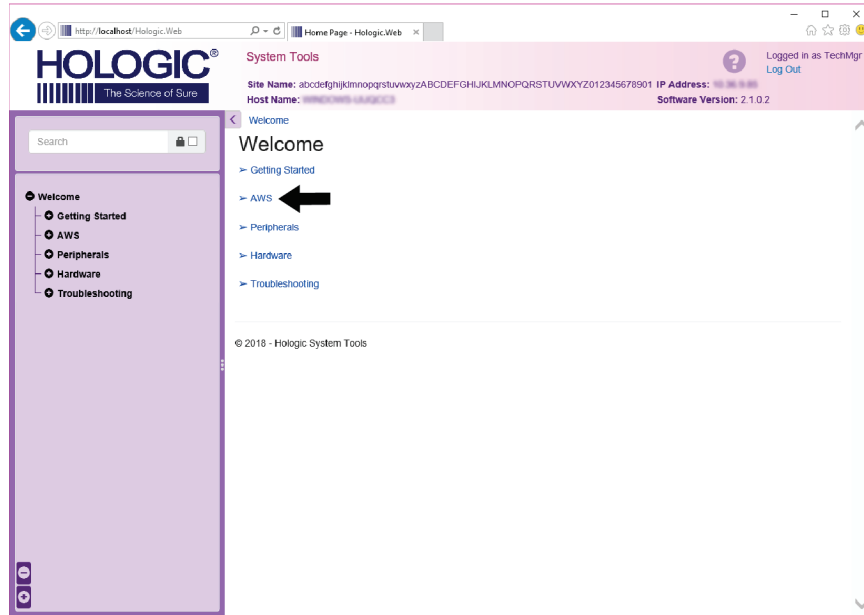 http://localhost/Hologic.Web
Home Page - Hologic.Web
HOLOGIC®
The Science of Sure
System Tools
Logged in as TechMgr
Log Out
Site Name: abcdefghijklmnopqrstuvwxyzABCDEFGHIJKLMNOPQRSTUVWXYZ012345678901 IP Address:
Host Name:
Software Version: 2.1.0.2
Search
Welcome
Getting Started
AWS
Peripherals
Hardware
Troubleshooting
Welcome
Welcome
➢ Getting Started
➢ AWS
➢ Peripherals
➢ Hardware
➢ Troubleshooting
© 2018 - Hologic System Tools